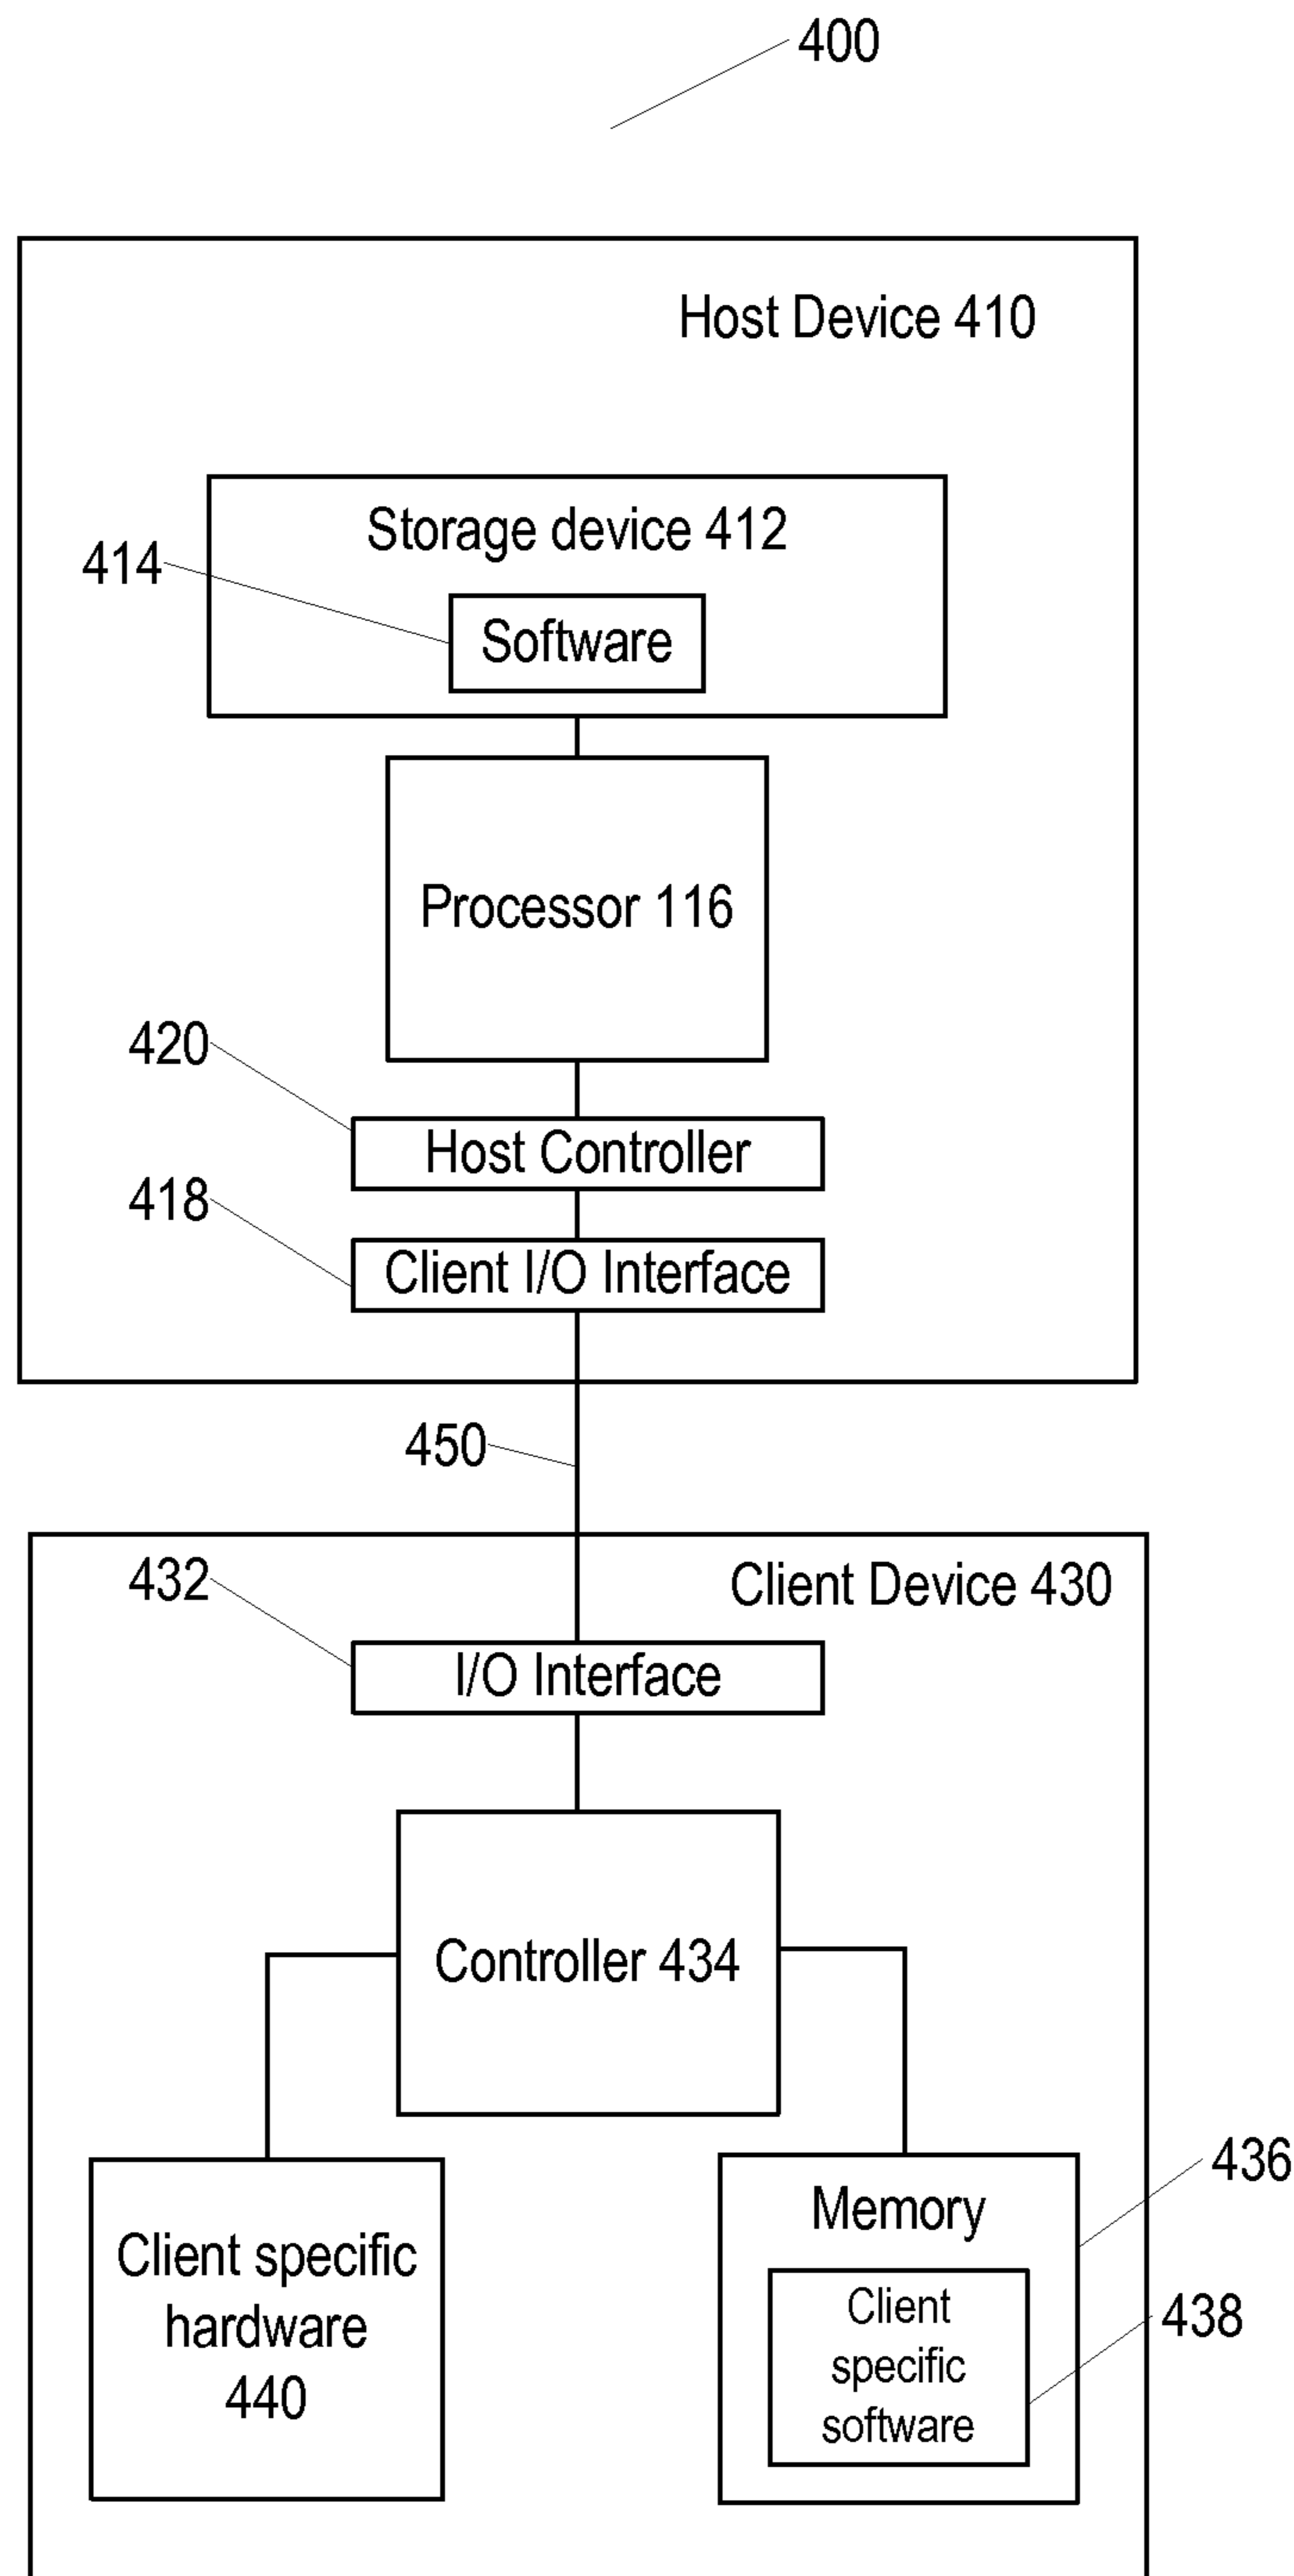 400
Host Device 410
Storage device 412
414
Software
Processor 116
420
Host Controller
418
Client I/O Interface
450
432
Client Device 430
I/O Interface
Controller 434
436
Memory
Client specific
hardware
440
Client
specific
software
438